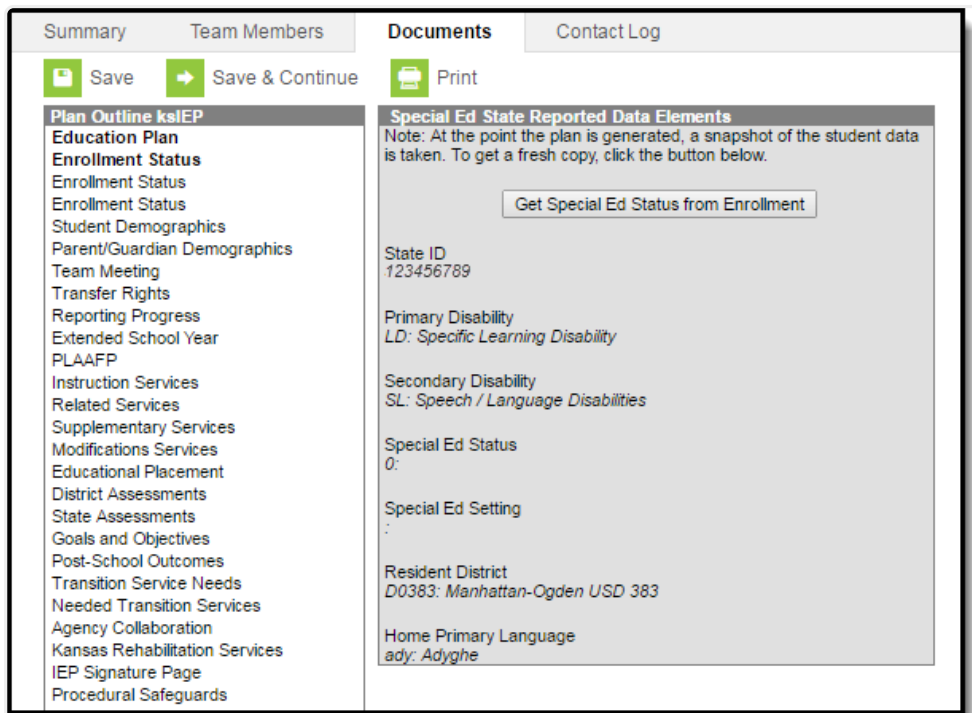 Summary Team Members Documents Contact Log
Save Save & Continue Print
Plan Outline ksIEP
Education Plan
Enrollment Status
Enrollment Status
Enrollment Status
Student Demographics
Parent/Guardian Demographics
Team Meeting
Transfer Rights
Reporting Progress
Extended School Year
PLAAFP
Instruction Services
Related Services
Supplementary Services
Modifications Services
Educational Placement
District Assessments
State Assessments
Goals and Objectives
Post-School Outcomes
Transition Service Needs
Needed Transition Services
Agency Collaboration
Kansas Rehabilitation Services
IEP Signature Page
Procedural Safeguards
Special Ed State Reported Data Elements
Note: At the point the plan is generated, a snapshot of the student data
is taken. To get a fresh copy, click the button below.
Get Special Ed Status from Enrollment
State ID
123456789
Primary Disability
LD: Specific Learning Disability
Secondary Disability
SL: Speech / Language Disabilities
Special Ed Status
0:
Special Ed Setting
:
Resident District
D0383: Manhattan-Ogden USD 383
Home Primary Language
ady: Adyghe